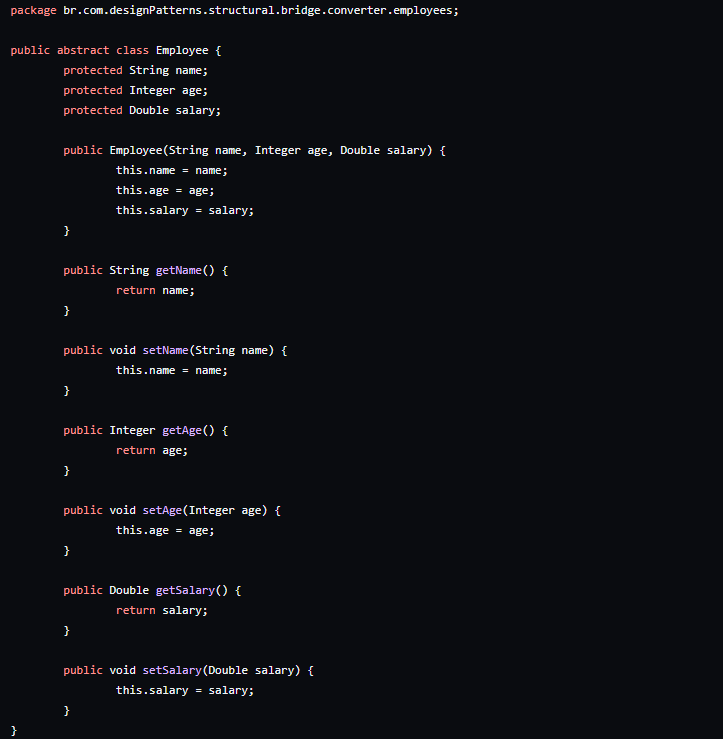 package br.com.designPatterns.structural.bridge.converter.employees;
public abstract class Employee {
protected String name;
protected Integer age;
protected Double salary;
public Employee(String name, Integer age, Double salary) {
this.name = name;
this.age = age;
this.salary = salary;
}
public String getName() {
return name;
}
public void setName(String name) {
this.name = name;
}
public Integer getAge() {
return age;
}
public void setAge(Integer age) {
this.age = age;
}
public Double getSalary() {
return salary;
}
public void setSalary(Double salary) {
this.salary = salary;
}
}